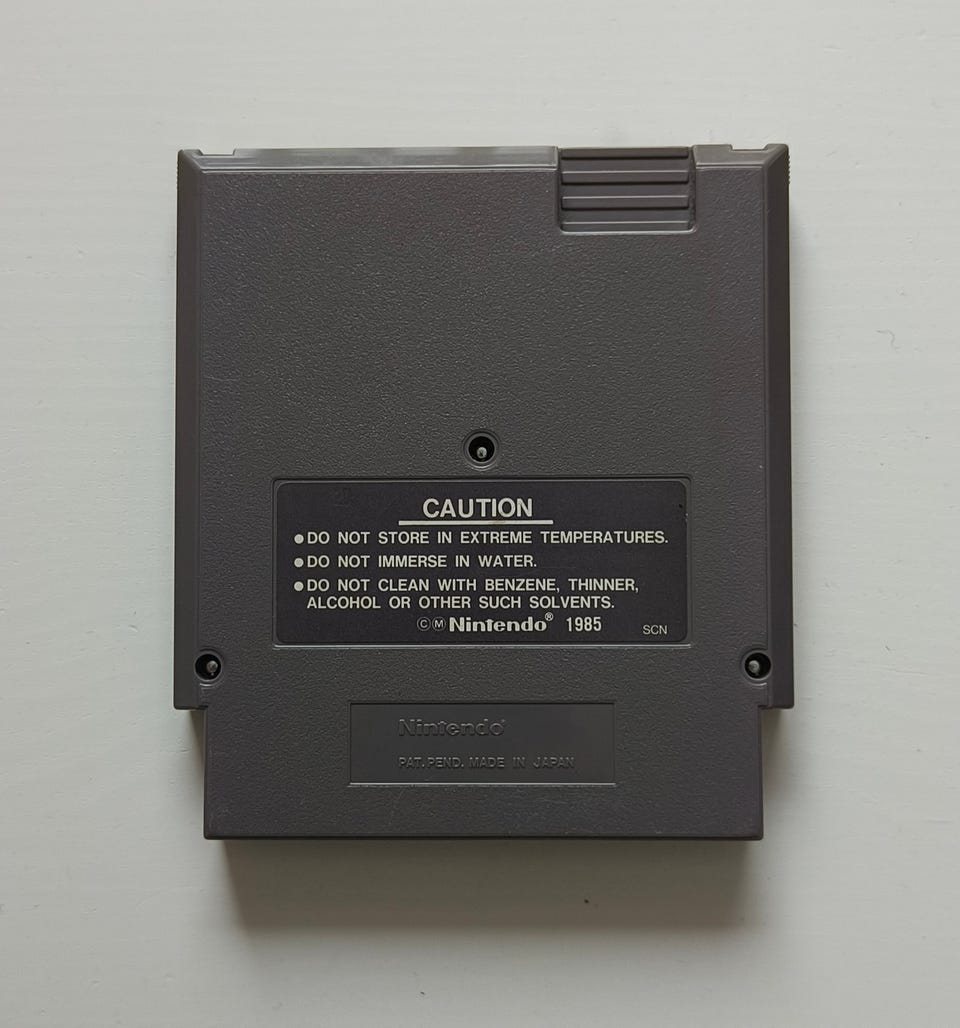 CAUTION
●DO NOT STORE IN EXTREME TEMPERATURES.
●DO NOT IMMERSE IN WATER.
●DO NOT CLEAN WITH BENZENE, THINNER,
ALCOHOL OR OTHER SUCH SOLVENTS.
ⒸⓂ Nintendo® 1985 SCN
Nintendo®
PAT. PEND. MADE IN JAPAN